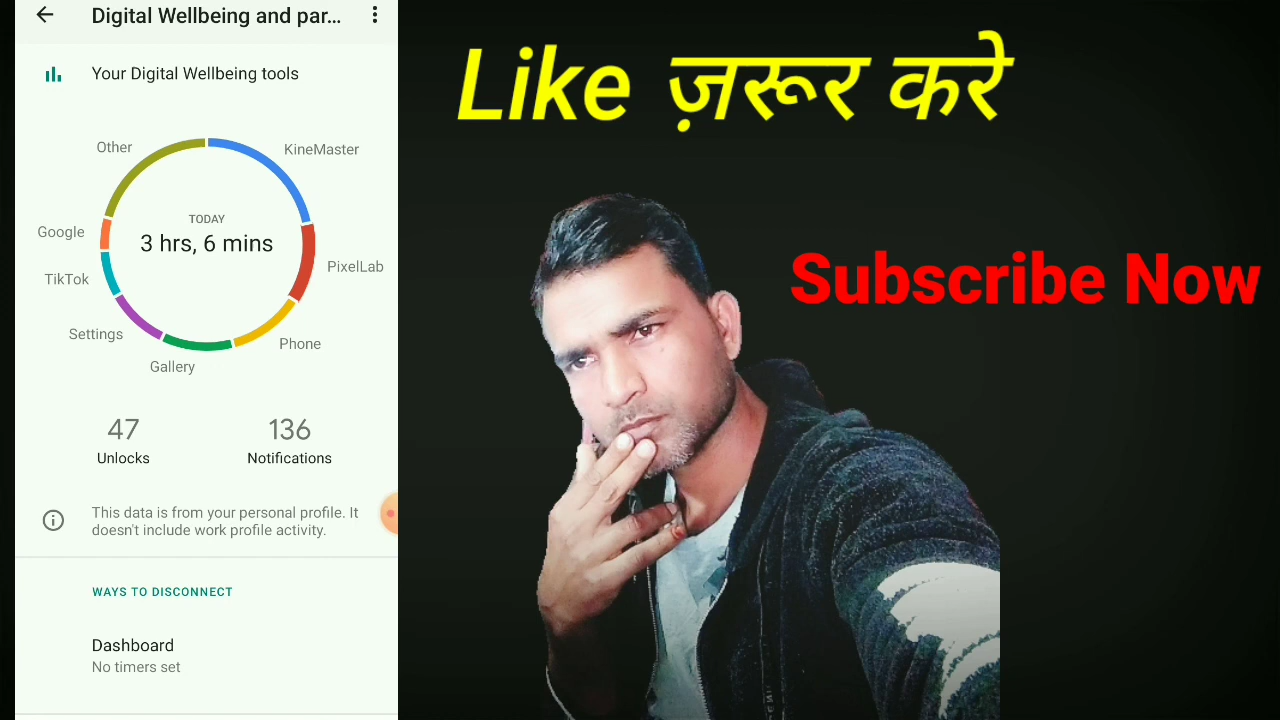 Digital Wellbeing and par...
Your Digital Wellbeing tools
Other
KineMaster
Google
TODAY
3 hrs, 6 mins
TikTok
PixelLab
Settings
Phone
Gallery
47
136
Unlocks
Notifications
This data is from your personal profile. It
doesn't include work profile activity.
WAYS TO DISCONNECT
Dashboard
No timers set
Like ज़रूर करे
Subscribe Now